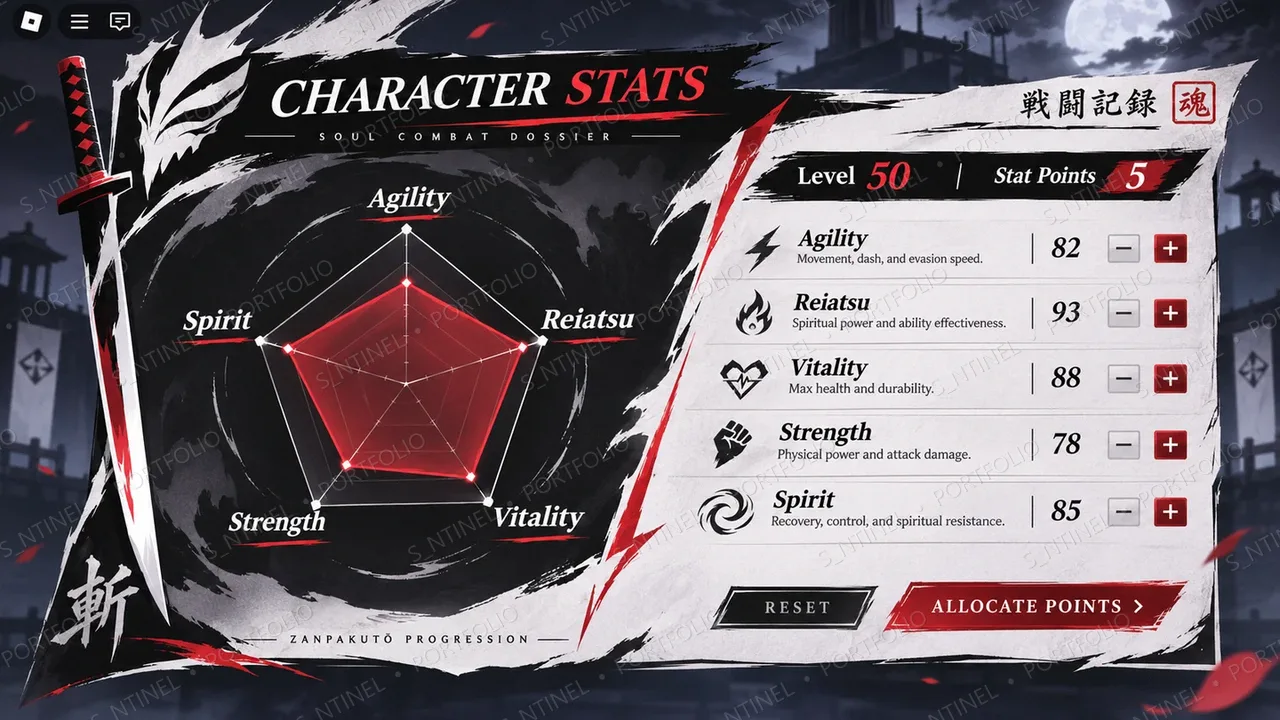 CHARACTER STATS
SOUL COMBAT DOSSIER
戦闘記録 魂
Agility
Spirit
Reiatsu
Strength
Vitality
斬
ZANPAKUTŌ PROGRESSION
Level 50
Stat Points 5
Agility
Movement, dash, and evasion speed.
82 − +
Reiatsu
Spiritual power and ability effectiveness.
93 − +
Vitality
Max health and durability.
88 − +
Strength
Physical power and attack damage.
78 − +
Spirit
Recovery, control, and spiritual resistance.
85 − +
RESET
ALLOCATE POINTS >
S_NTINEL • PORTFOLIO